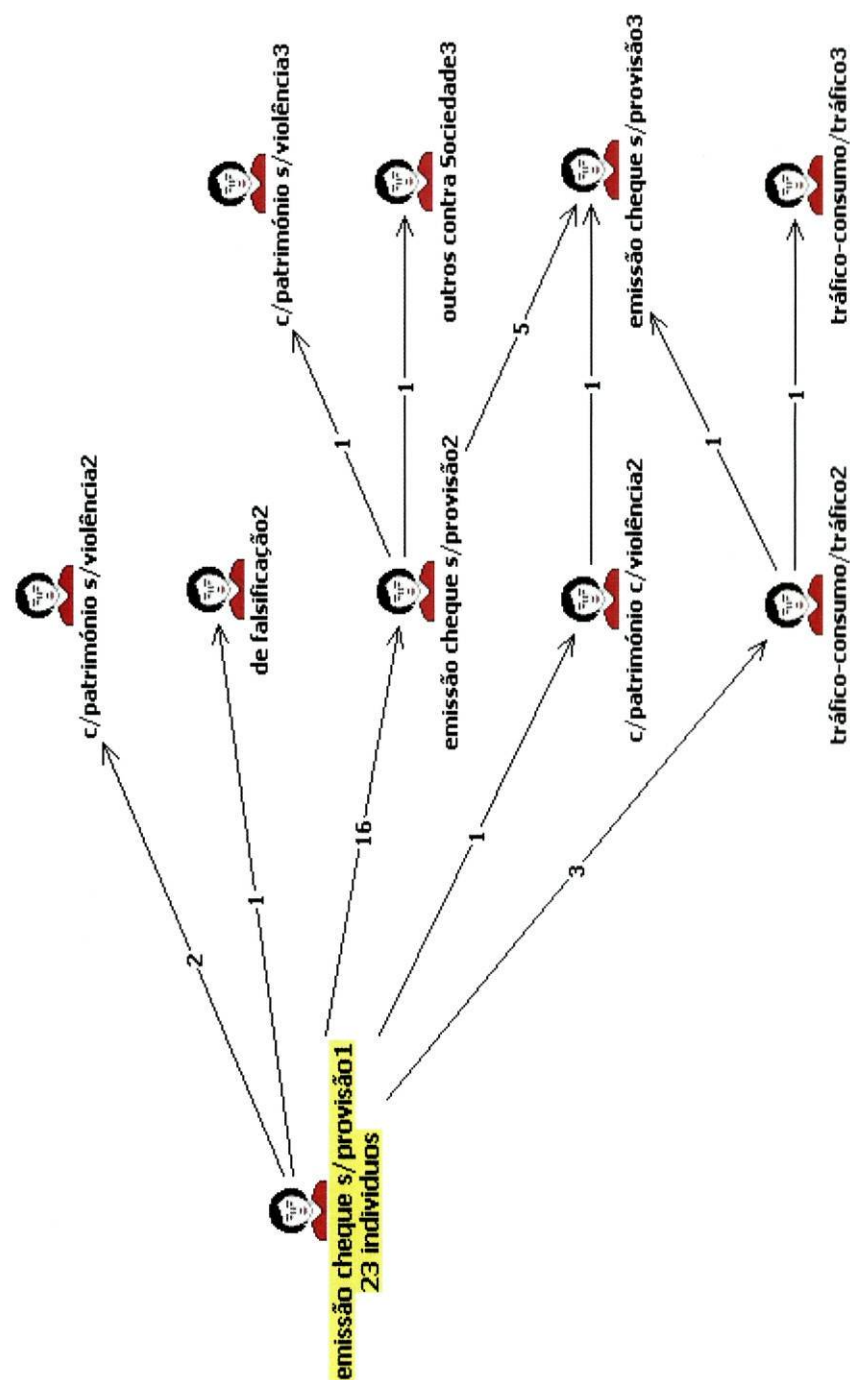 c/património s/violência2
de falsificação2
c/património s/violência3
2
1
1
outros contra Sociedade3
1
emissão cheque s/provisão1
23 individuos
16
emissão cheque s/provisão2
5
emissão cheque s/provisão3
1
c/património c/violência2
1
3
1
tráfico-consumo/tráfico2
1
tráfico-consumo/tráfico3